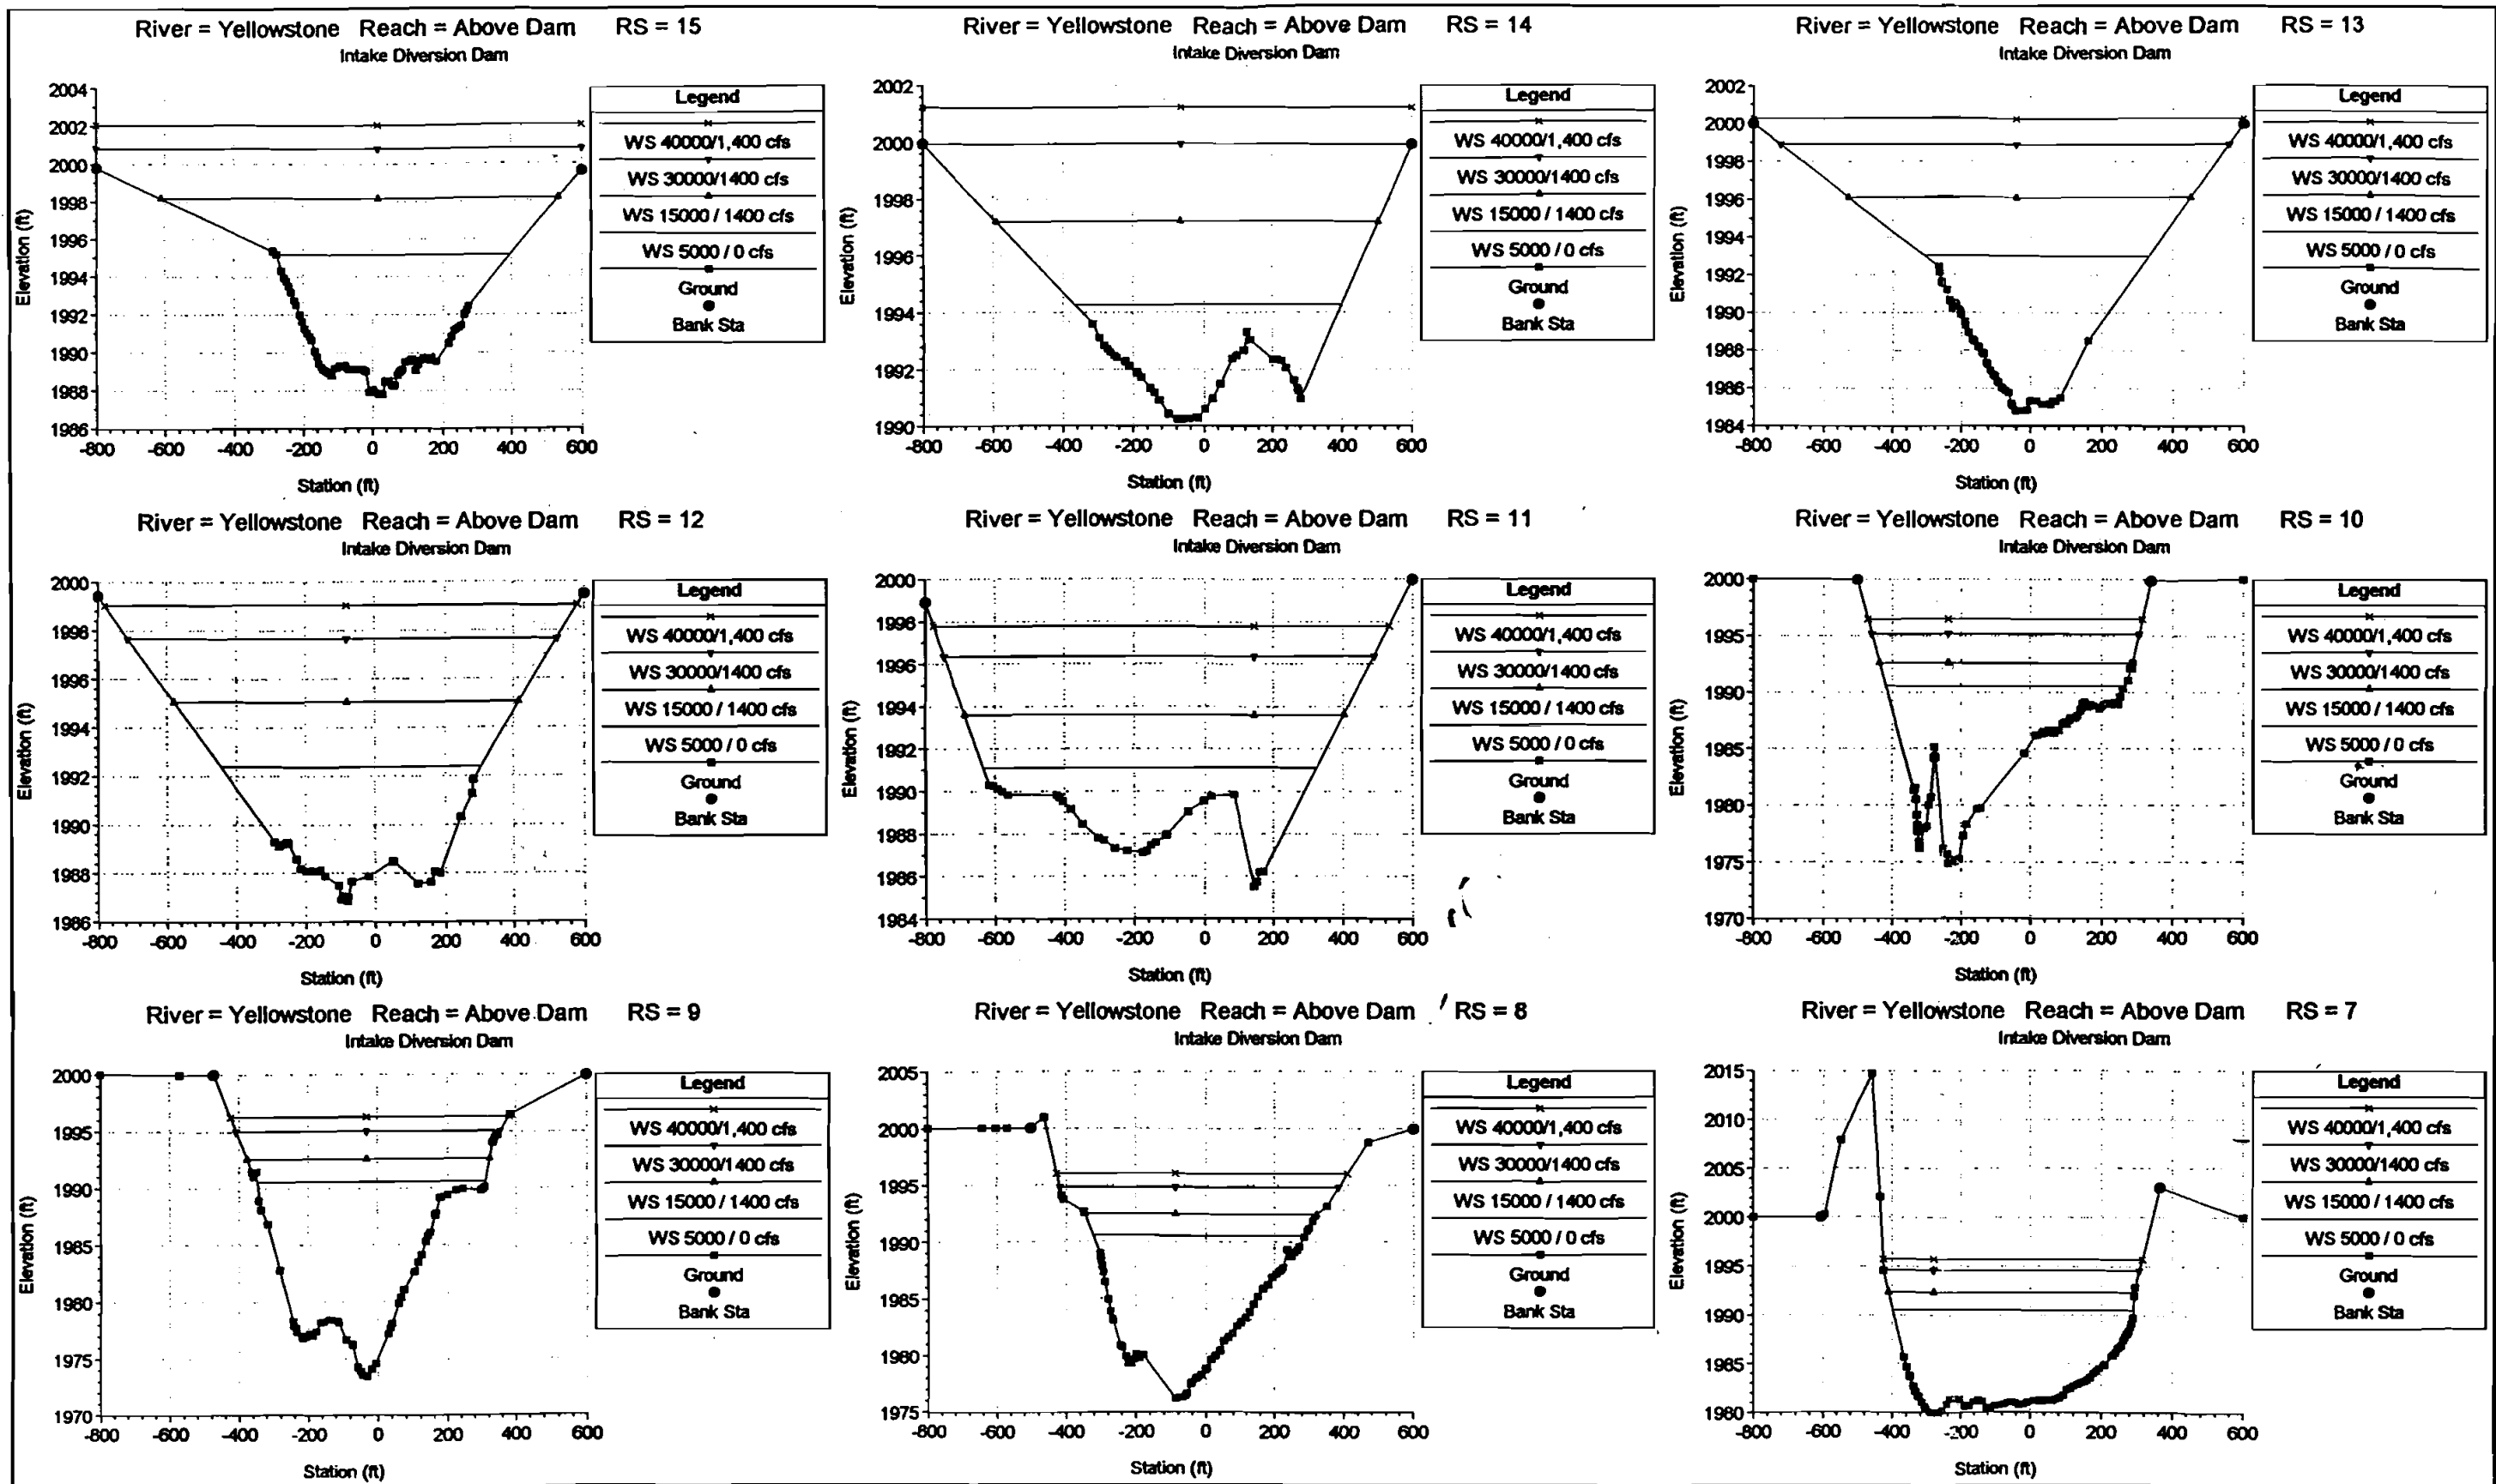 River = Yellowstone Reach = Above Dam RS = 15
Intake Diversion Dam
Elevation (ft)
2004
2002
2000
1998
1996
1994
1992
1990
1988
1986
-800 -600 -400 -200 0 200 400 600
Station (ft)
Legend
WS 40000/1,400 cfs
WS 30000/1400 cfs
WS 15000 / 1400 cfs
WS 5000 / 0 cfs
Ground
Bank Sta
River = Yellowstone Reach = Above Dam RS = 14
Intake Diversion Dam
Elevation (ft)
2002
2000
1998
1996
1994
1992
1990
-800 -600 -400 -200 0 200 400 600
Station (ft)
Legend
WS 40000/1,400 cfs
WS 30000/1400 cfs
WS 15000 / 1400 cfs
WS 5000 / 0 cfs
Ground
Bank Sta
River = Yellowstone Reach = Above Dam RS = 13
Intake Diversion Dam
Elevation (ft)
2002
2000
1998
1996
1994
1992
1990
1988
1986
1984
-800 -600 -400 -200 0 200 400 600
Station (ft)
Legend
WS 40000/1,400 cfs
WS 30000/1400 cfs
WS 15000 / 1400 cfs
WS 5000 / 0 cfs
Ground
Bank Sta
River = Yellowstone Reach = Above Dam RS = 12
Intake Diversion Dam
Elevation (ft)
2000
1998
1996
1994
1992
1990
1988
1986
-800 -600 -400 -200 0 200 400 600
Station (ft)
Legend
WS 40000/1,400 cfs
WS 30000/1400 cfs
WS 15000 / 1400 cfs
WS 5000 / 0 cfs
Ground
Bank Sta
River = Yellowstone Reach = Above Dam RS = 11
Intake Diversion Dam
Elevation (ft)
2000
1998
1996
1994
1992
1990
1988
1986
1984
-800 -600 -400 -200 0 200 400 600
Station (ft)
Legend
WS 40000/1,400 cfs
WS 30000/1400 cfs
WS 15000 / 1400 cfs
WS 5000 / 0 cfs
Ground
Bank Sta
River = Yellowstone Reach = Above Dam RS = 10
Intake Diversion Dam
Elevation (ft)
2000
1995
1990
1985
1980
1975
1970
-800 -600 -400 -200 0 200 400 600
Station (ft)
Legend
WS 40000/1,400 cfs
WS 30000/1400 cfs
WS 15000 / 1400 cfs
WS 5000 / 0 cfs
Ground
Bank Sta
River = Yellowstone Reach = Above Dam RS = 9
Intake Diversion Dam
Elevation (ft)
2000
1995
1990
1985
1980
1975
1970
-800 -600 -400 -200 0 200 400 600
Station (ft)
Legend
WS 40000/1,400 cfs
WS 30000/1400 cfs
WS 15000 / 1400 cfs
WS 5000 / 0 cfs
Ground
Bank Sta
River = Yellowstone Reach = Above Dam RS = 8
Intake Diversion Dam
Elevation (ft)
2005
2000
1995
1990
1985
1980
1975
-800 -600 -400 -200 0 200 400 600
Station (ft)
Legend
WS 40000/1,400 cfs
WS 30000/1400 cfs
WS 15000 / 1400 cfs
WS 5000 / 0 cfs
Ground
Bank Sta
River = Yellowstone Reach = Above Dam RS = 7
Intake Diversion Dam
Elevation (ft)
2015
2010
2005
2000
1995
1990
1985
1980
-800 -600 -400 -200 0 200 400 600
Station (ft)
Legend
WS 40000/1,400 cfs
WS 30000/1400 cfs
WS 15000 / 1400 cfs
WS 5000 / 0 cfs
Ground
Bank Sta